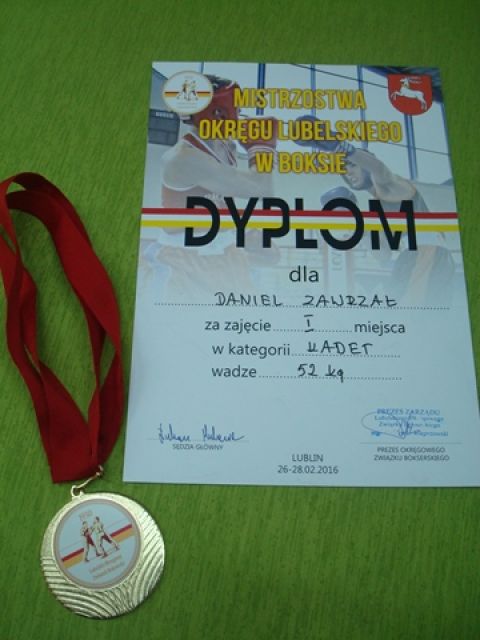 MISTRZOSTWA
OKRĘGU LUBELSKIEGO
W BOKSIE
DYPLOM
dla
DANIEL ZAWRZAŁ
za zajęcie I miejsca
w kategorii KADET
wadze 52 kg
SĘDZIA GŁÓWNY
LUBLIN
26-28.02.2016
PREZES ZARZĄDU
PREZES OKRĘGOWEGO
ZWIĄZKU BOKSERSKIEGO